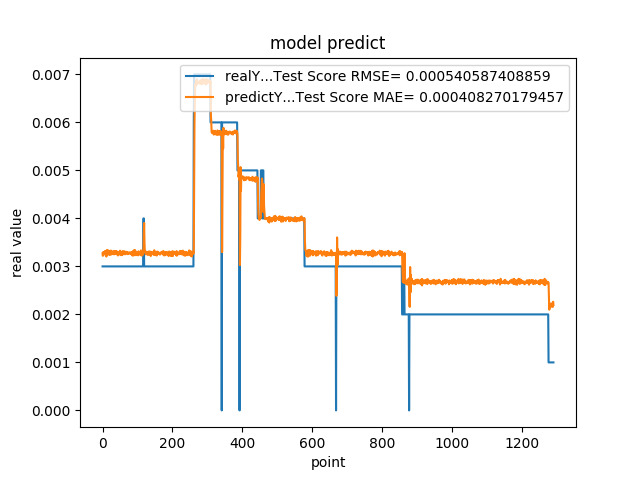 model predict
realY...Test Score RMSE= 0.000540587408859
predictY...Test Score MAE= 0.000408270179457
0.007
0.006
0.005
0.004
0.003
0.002
0.001
0.000
real value
0 200 400 600 800 1000 1200
point